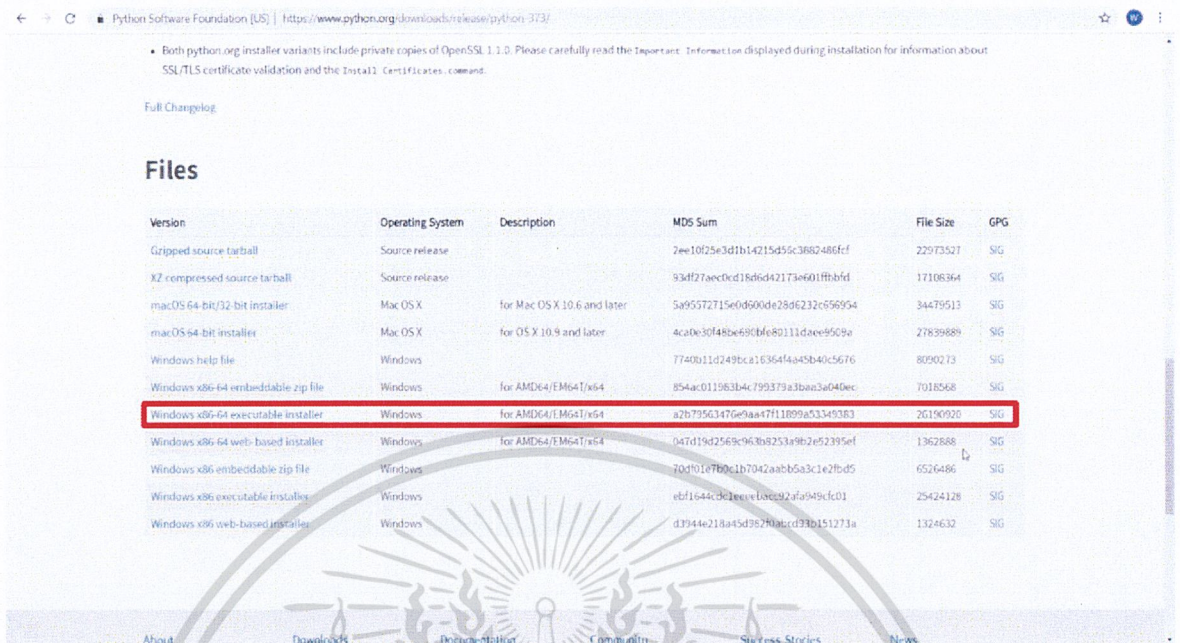 Python Software Foundation [US] | https://www.python.org/downloads/release/python-373/
W
• Both python.org installer variants include private copies of OpenSSL 1.1.0. Please carefully read the Important Information displayed during installation for information about
SSL/TLS certificate validation and the Install Certificates.command.
Full Changelog
Files
Version Operating System Description MD5 Sum File Size GPG
Gzipped source tarball Source release 2ee10f25e3d1b14215d56c3882486fcf 22973527 SIG
XZ compressed source tarball Source release 93df27aec0cd18d6d42173e601ffbbfd 17108364 SIG
macOS 64-bit/32-bit installer Mac OS X for Mac OS X 10.6 and later 5a95572715e0d600de28d6232c656954 34479513 SIG
macOS 64-bit installer Mac OS X for OS X 10.9 and later 4ca0e30f48be690bfe80111daee9509a 27839889 SIG
Windows help file Windows 7740b11d249bca16364f4a45b40c5676 8090273 SIG
Windows x86-64 embeddable zip file Windows for AMD64/EM64T/x64 854ac011983b4c799379a3baa3a040ec 7018568 SIG
Windows x86-64 executable installer Windows for AMD64/EM64T/x64 a2b79563476e9aa47f11899a53349383 26190920 SIG
Windows x86-64 web-based installer Windows for AMD64/EM64T/x64 047d19d2569c963b8253a9b2e52395ef 1362888 SIG
Windows x86 embeddable zip file Windows 70df01e7b0c1b7042aabb5a3c1e2fbd5 6526486 SIG
Windows x86 executable installer Windows ebf1644cdc1eeeebacc92afa949cfc01 25424128 SIG
Windows x86 web-based installer Windows d3944e218a45d982f0abcd93b151273a 1324632 SIG
About Downloads Documentation Community Success Stories News